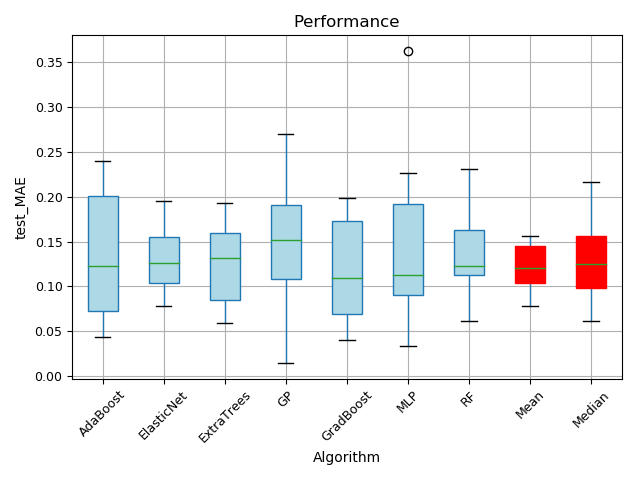 Performance
test_MAE
0.35
0.30
0.25
0.20
0.15
0.10
0.05
0.00
AdaBoost
ElasticNet
ExtraTrees
GP
GradBoost
MLP
RF
Mean
Median
Algorithm